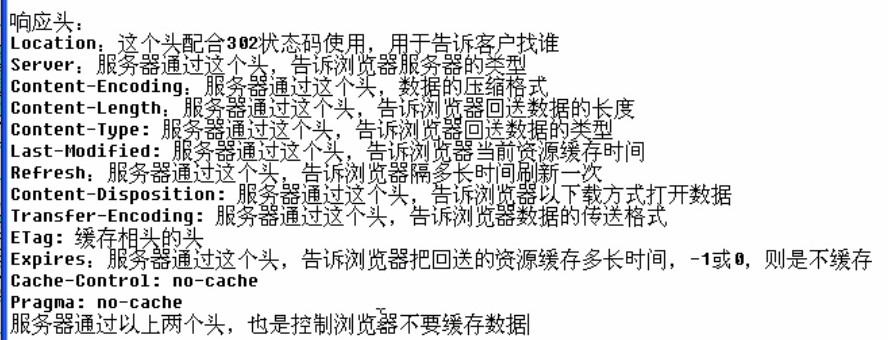 响应头：
Location：这个头配合302状态码使用，用于告诉客户找谁
Server：服务器通过这个头，告诉浏览器服务器的类型
Content-Encoding：服务器通过这个头，数据的压缩格式
Content-Length：服务器通过这个头，告诉浏览器回送数据的长度
Content-Type: 服务器通过这个头，告诉浏览器回送数据的类型
Last-Modified: 服务器通过这个头，告诉浏览器当前资源缓存时间
Refresh：服务器通过这个头，告诉浏览器隔多长时间刷新一次
Content-Disposition: 服务器通过这个头，告诉浏览器以下载方式打开数据
Transfer-Encoding: 服务器通过这个头，告诉浏览器数据的传送格式
ETag: 缓存相头的头
Expires：服务器通过这个头，告诉浏览器把回送的资源缓存多长时间，-1或0，则是不缓存
Cache-Control: no-cache
Pragma: no-cache
服务器通过以上两个头，也是控制浏览器不要缓存数据